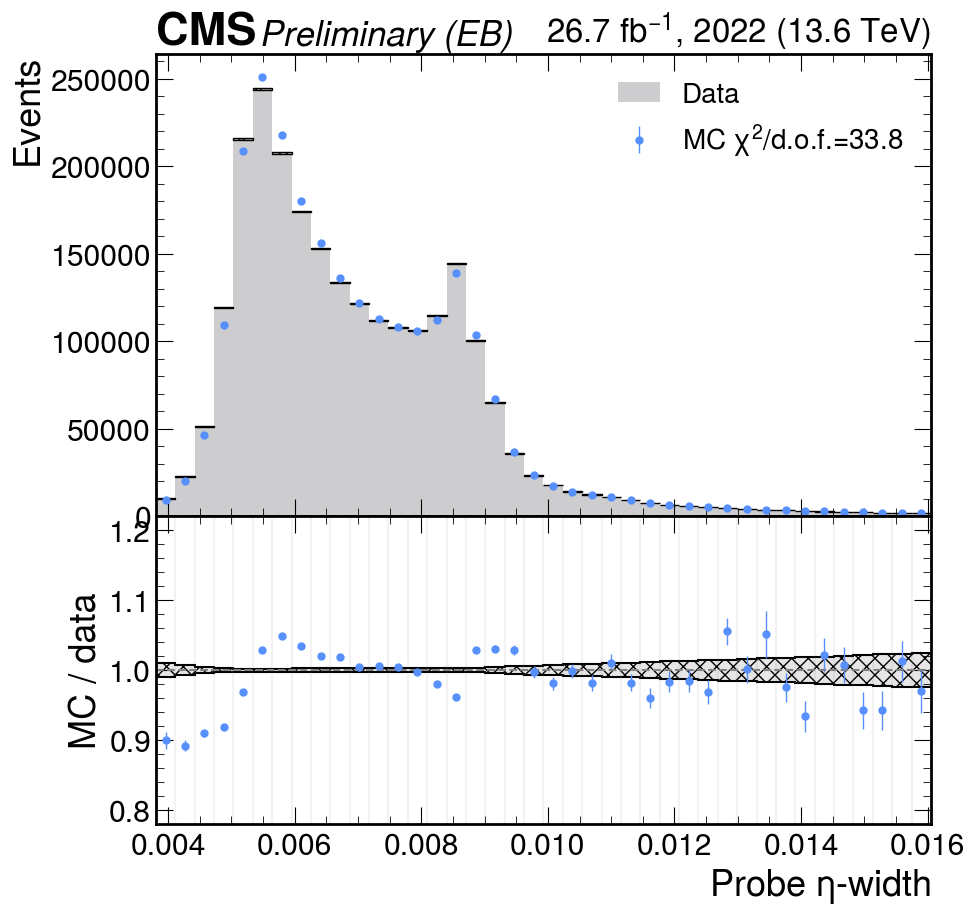 CMS Preliminary (EB) 26.7 fb⁻¹, 2022 (13.6 TeV)
Events
250000
200000
150000
100000
50000
0
Data
MC χ²/d.o.f.=33.8
MC / data
1.2
1.1
1.0
0.9
0.8
0.004 0.006 0.008 0.010 0.012 0.014 0.016
Probe η-width